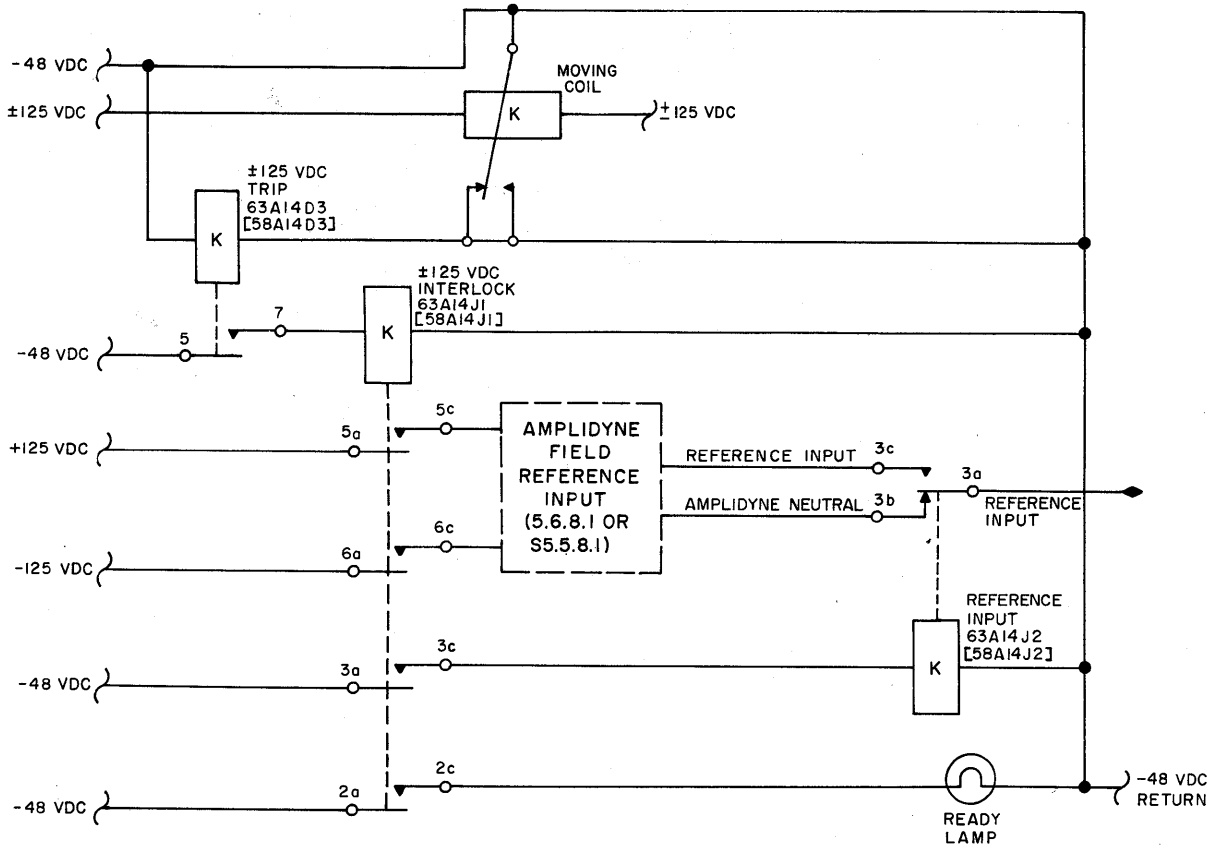 -48 VDC
±125 VDC
MOVING
COIL
K
±125 VDC
±125 VDC
TRIP
63A14D3
[58A14D3]
K
±125 VDC
INTERLOCK
63A14J1
[58A14J1]
K
7
5
-48 VDC
5c
5a
+125 VDC
AMPLIDYNE
FIELD
REFERENCE
INPUT
(5.6.8.1 OR
S5.5.8.1)
REFERENCE INPUT
3c
3a
REFERENCE
INPUT
AMPLIDYNE NEUTRAL
3b
6c
6a
-125 VDC
REFERENCE
INPUT
63A14J2
[58A14J2]
K
3c
3a
-48 VDC
2c
2a
-48 VDC
READY
LAMP
-48 VDC
RETURN